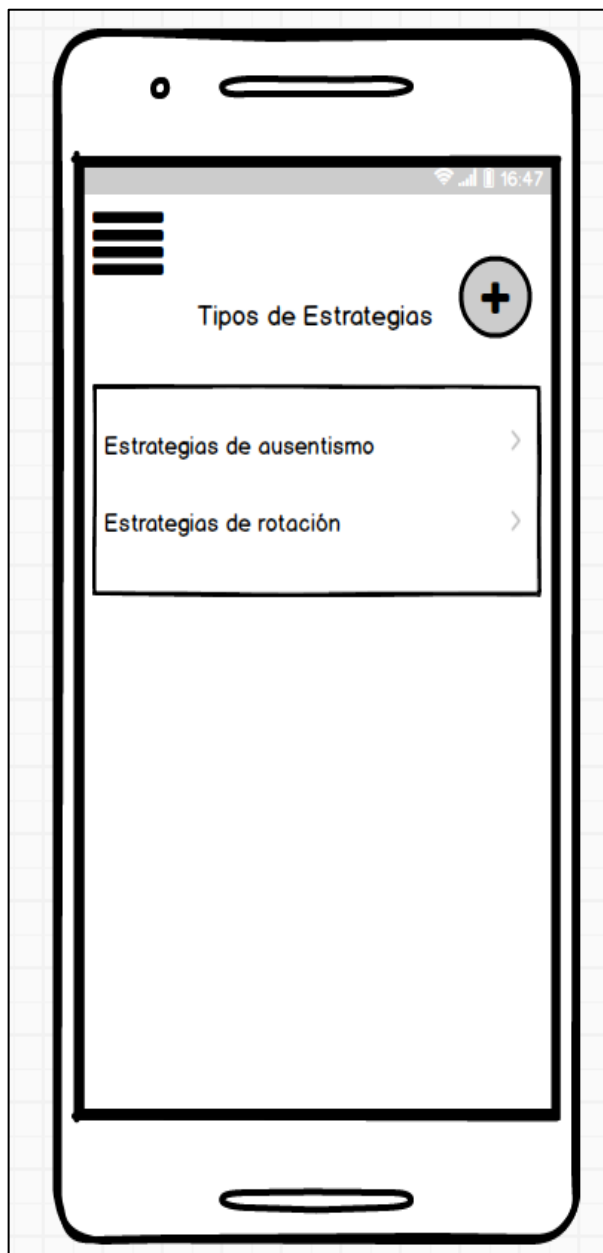 16:47
Tipos de Estrategias
Estrategias de ausentismo
Estrategias de rotación